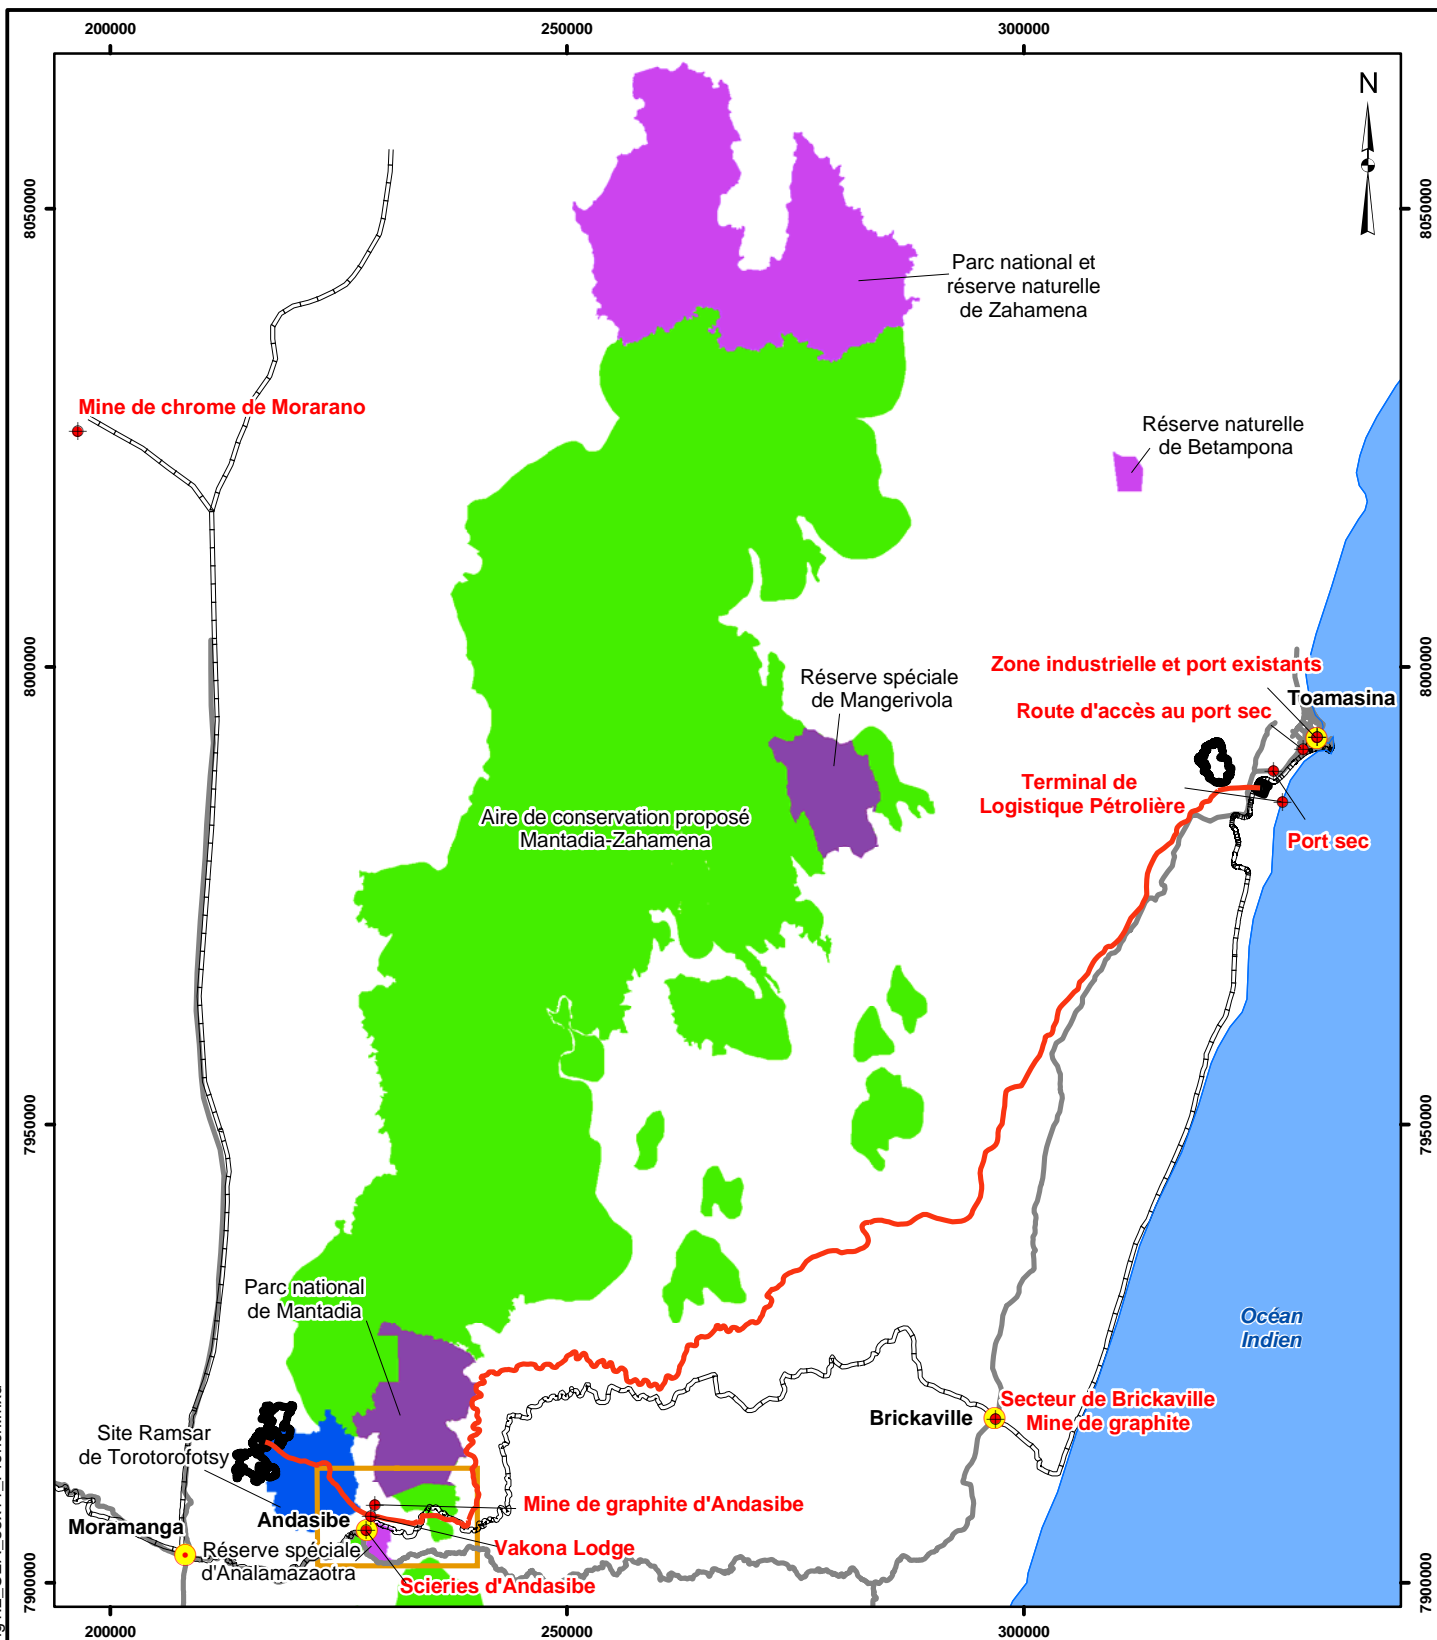 200000
250000
300000
N
8050000
8050000
Parc national et
réserve naturelle
de Zahamena
Mine de chrome de Morarano
Réserve naturelle
de Betampona
8000000
8000000
Zone industrielle et port existants
Toamasina
Réserve spéciale
de Mangerivola
Route d'accès au port sec
Terminal de
Logistique Pétrolière
Aire de conservation proposé
Mantadia-Zahamena
Port sec
7950000
7950000
Parc national
de Mantadia
Océan
Indien
Secteur de Brickaville
Mine de graphite
Brickaville
Site Ramsar
de Torotorofotsy
Mine de graphite d'Andasibe
Andasibe
Moramanga
Vakona Lodge
Réserve spéciale
d'Analamazaotra
Scieries d'Andasibe
7900000
7900000
200000
250000
300000